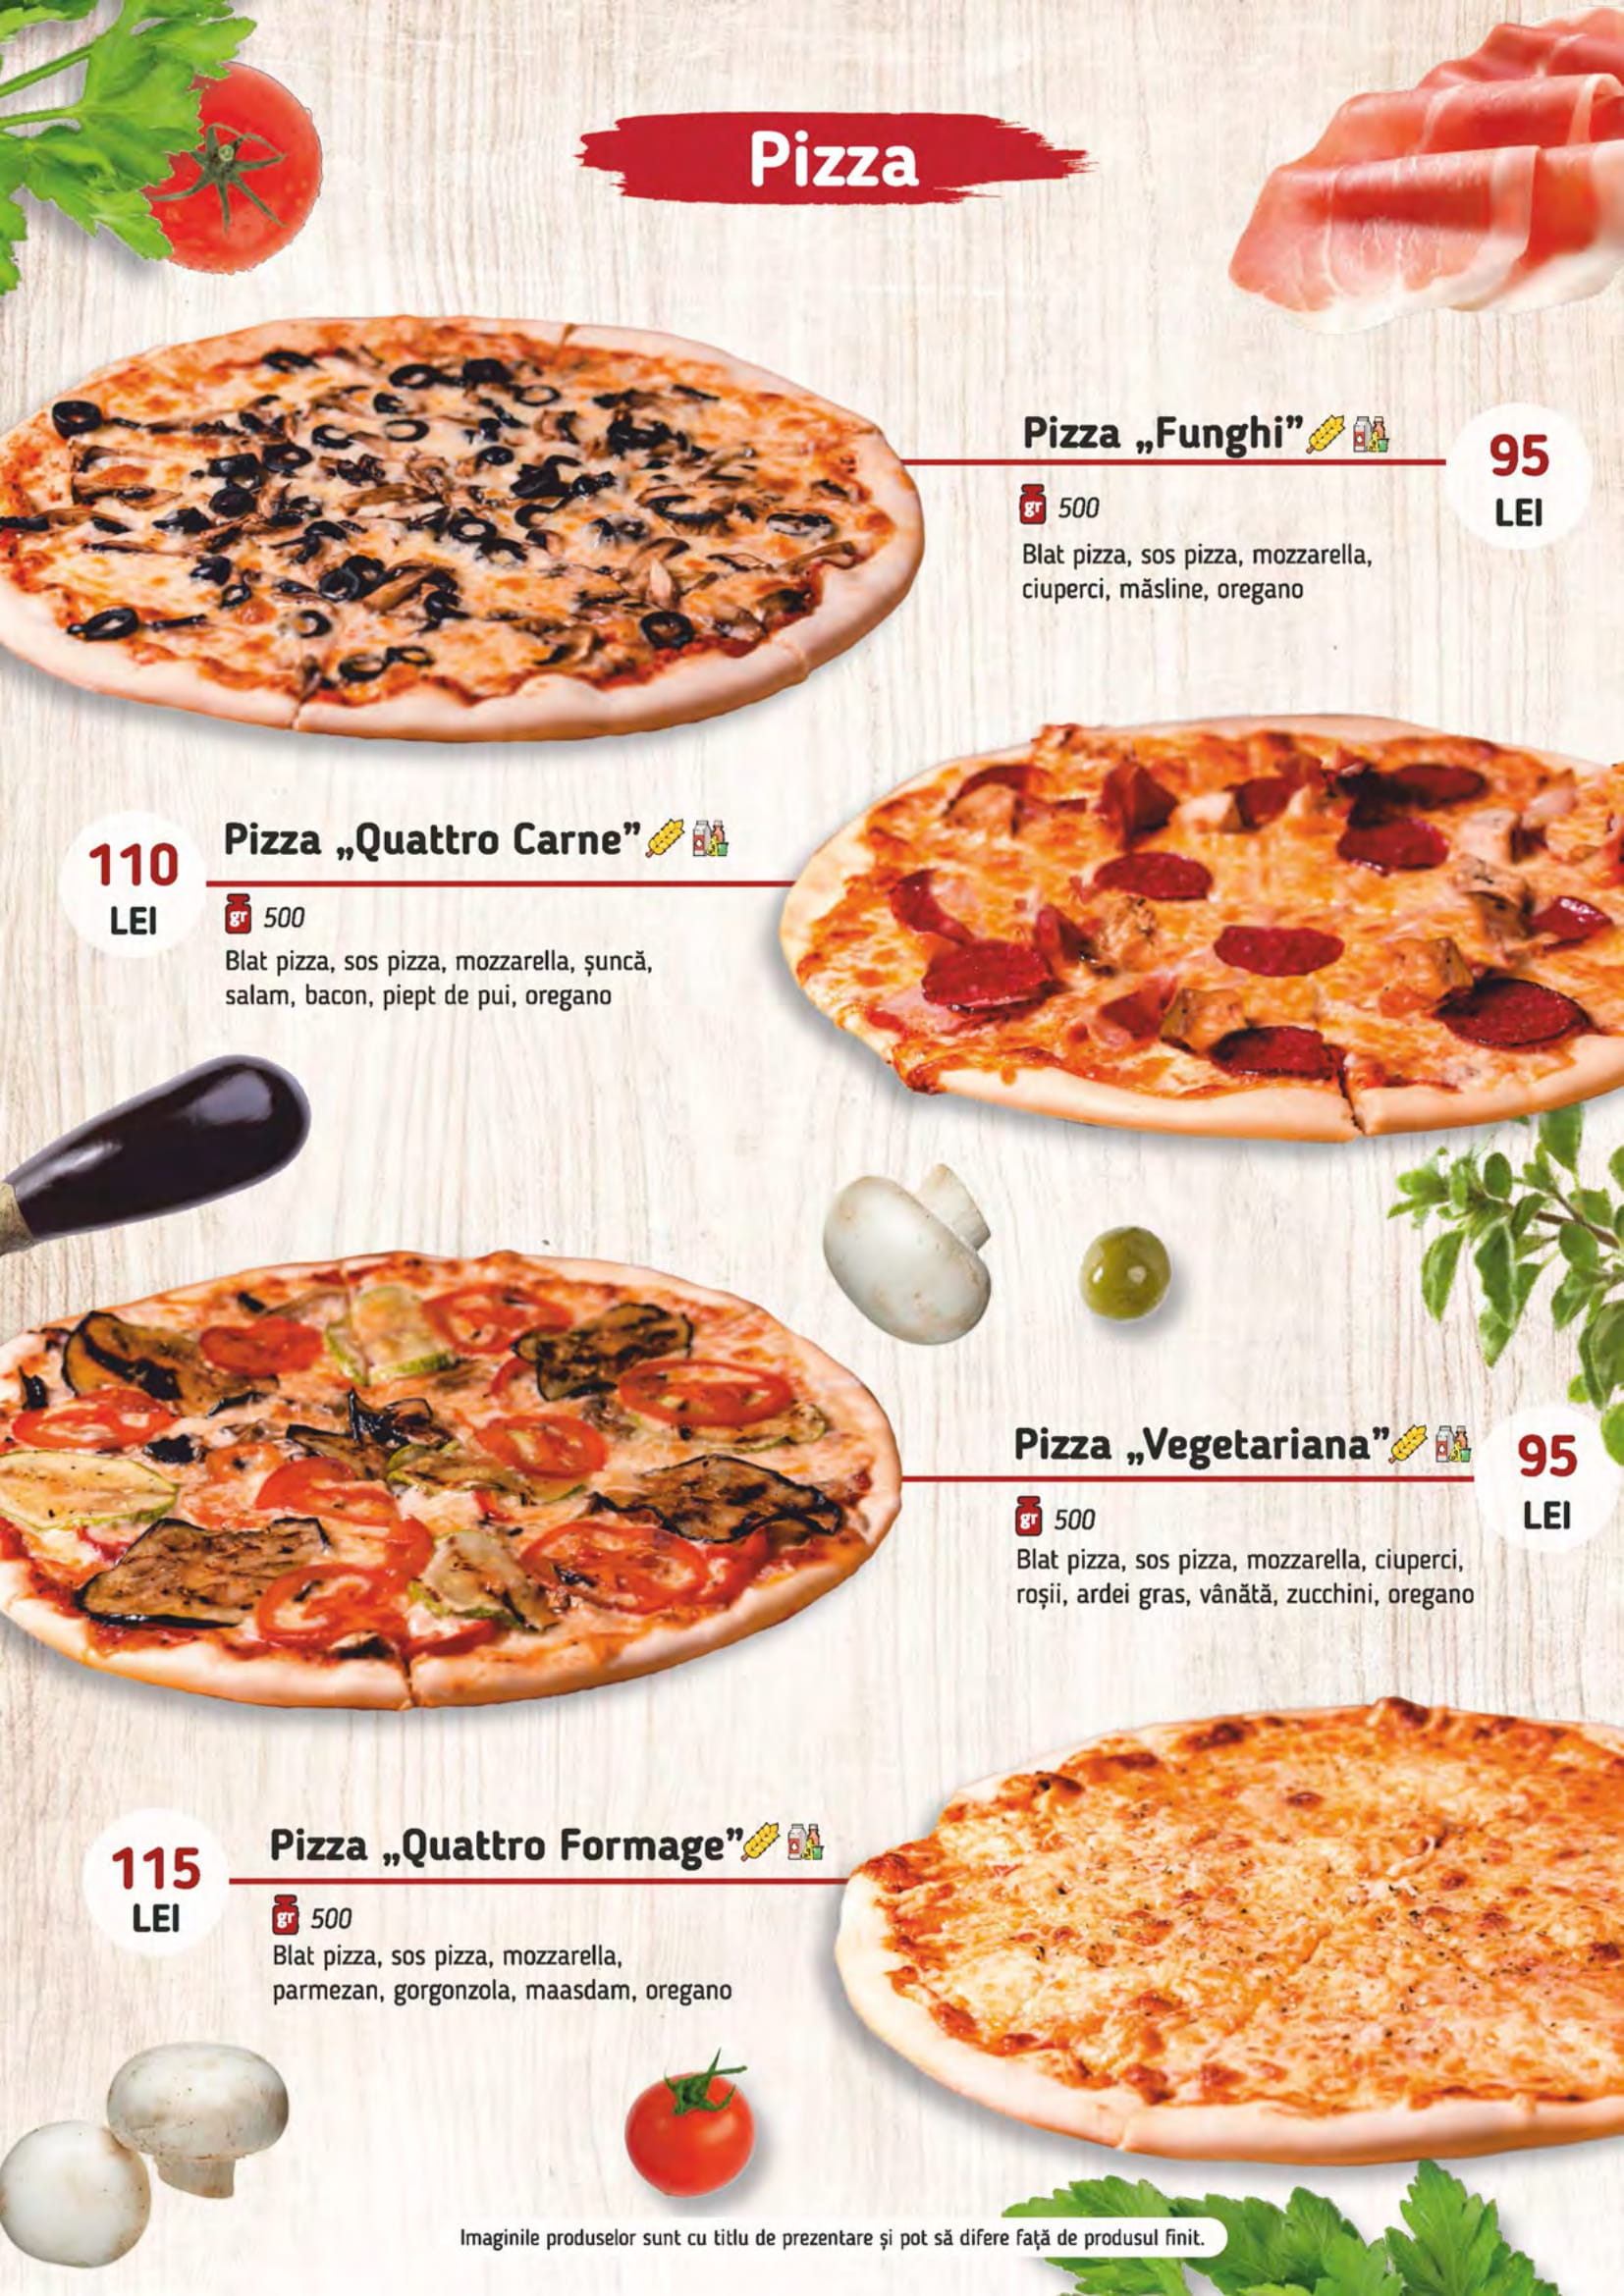 Pizza
Pizza „Funghi”
95
LEI
gr 500
Blat pizza, sos pizza, mozzarella,
ciuperci, măsline, oregano
Pizza „Quattro Carne”
110
LEI
gr 500
Blat pizza, sos pizza, mozzarella, șuncă,
salam, bacon, piept de pui, oregano
Pizza „Vegetariana”
95
LEI
gr 500
Blat pizza, sos pizza, mozzarella, ciuperci,
roșii, ardei gras, vânătă, zucchini, oregano
Pizza „Quattro Formage”
115
LEI
gr 500
Blat pizza, sos pizza, mozzarella,
parmezan, gorgonzola, maasdam, oregano
Imaginile produselor sunt cu titlu de prezentare și pot să difere față de produsul finit.